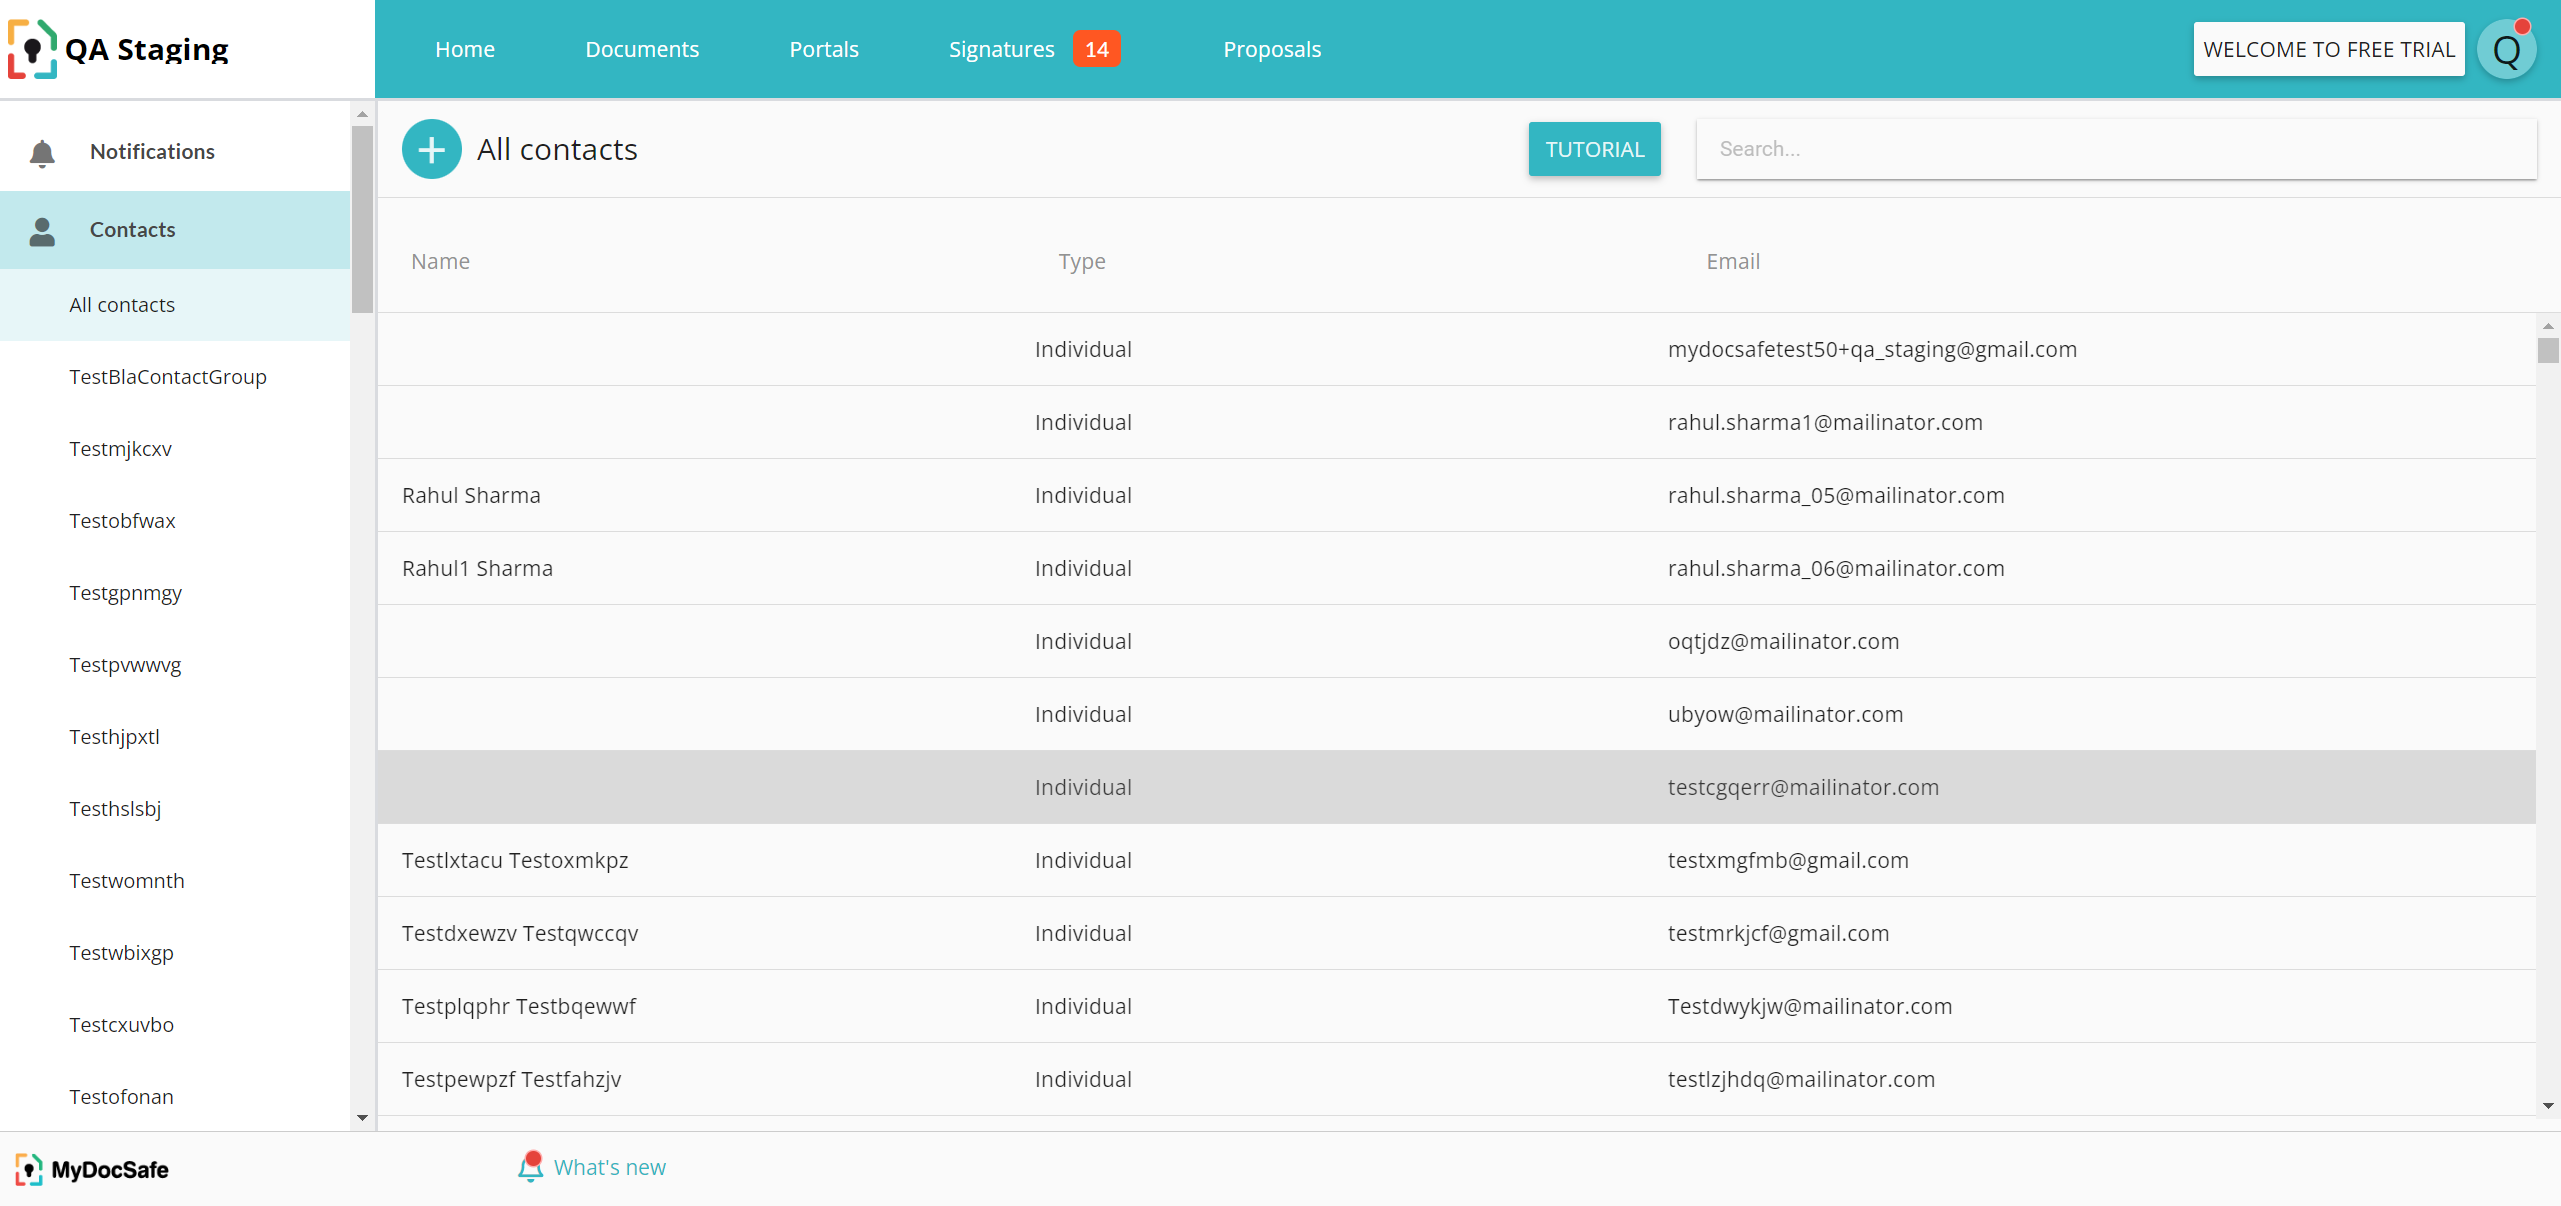 QA Staging
Home Documents Portals Signatures 14 Proposals WELCOME TO FREE TRIAL Q
Notifications
Contacts
All contacts
TestBlaContactGroup
Testmjkcxv
Testobfwax
Testgpnmgy
Testpvwwvg
Testhjpxtl
Testhslsbj
Testwomnth
Testwbixgp
Testcxuvbo
Testofonan
All contacts TUTORIAL Search...
Name Type Email
Individual mydocsafetest50+qa_staging@gmail.com
Individual rahul.sharma1@mailinator.com
Rahul Sharma Individual rahul.sharma_05@mailinator.com
Rahul1 Sharma Individual rahul.sharma_06@mailinator.com
Individual oqtjdz@mailinator.com
Individual ubyow@mailinator.com
Individual testcgqerr@mailinator.com
Testlxtacu Testoxmkpz Individual testxmgfmb@gmail.com
Testdxewzv Testqwccqv Individual testmrkjcf@gmail.com
Testplqphr Testbqewwf Individual Testdwykjw@mailinator.com
Testpewpzf Testfahzjv Individual testlzjhdq@mailinator.com
MyDocSafe What's new